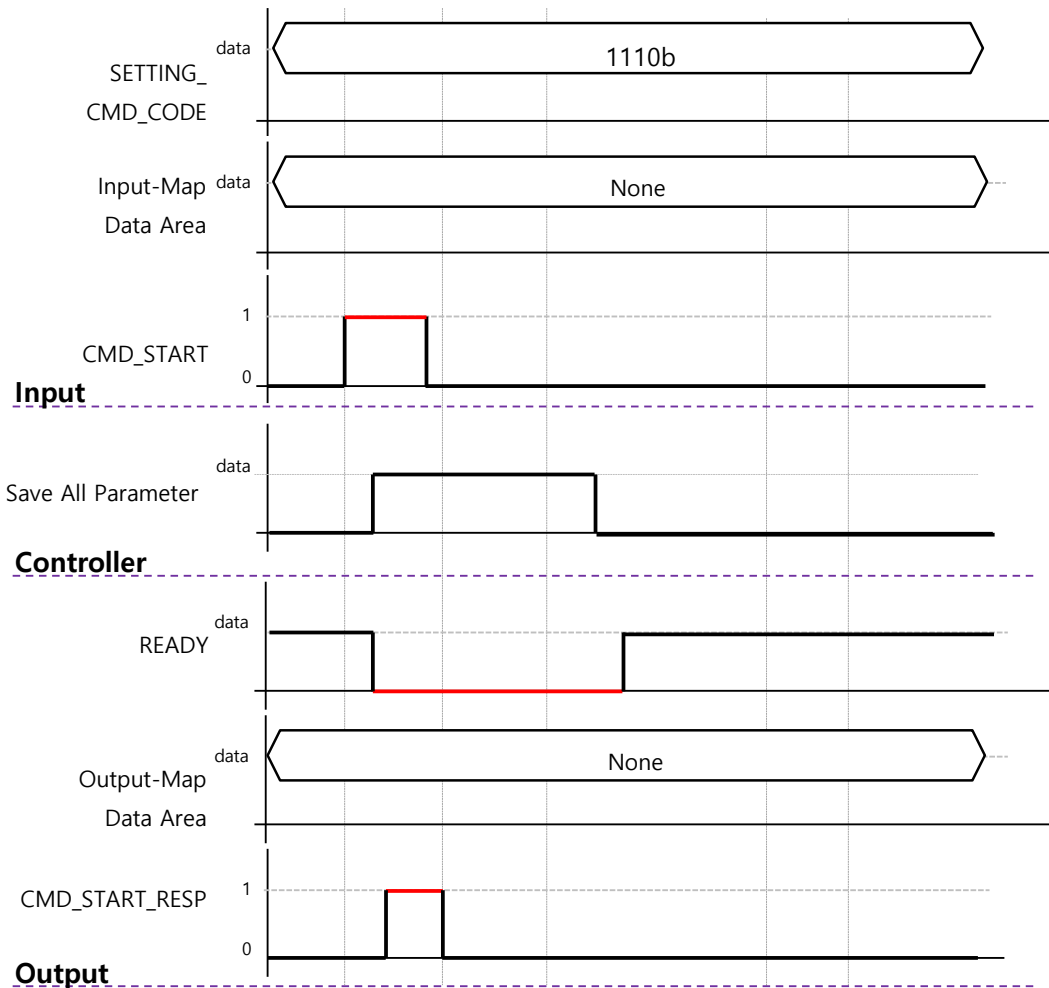 data
1110b
SETTING_
CMD_CODE
Input-Map
data
None
Data Area
1
CMD_START
0
Input
data
Save All Parameter
Controller
data
READY
data
None
Output-Map
Data Area
1
CMD_START_RESP
0
Output